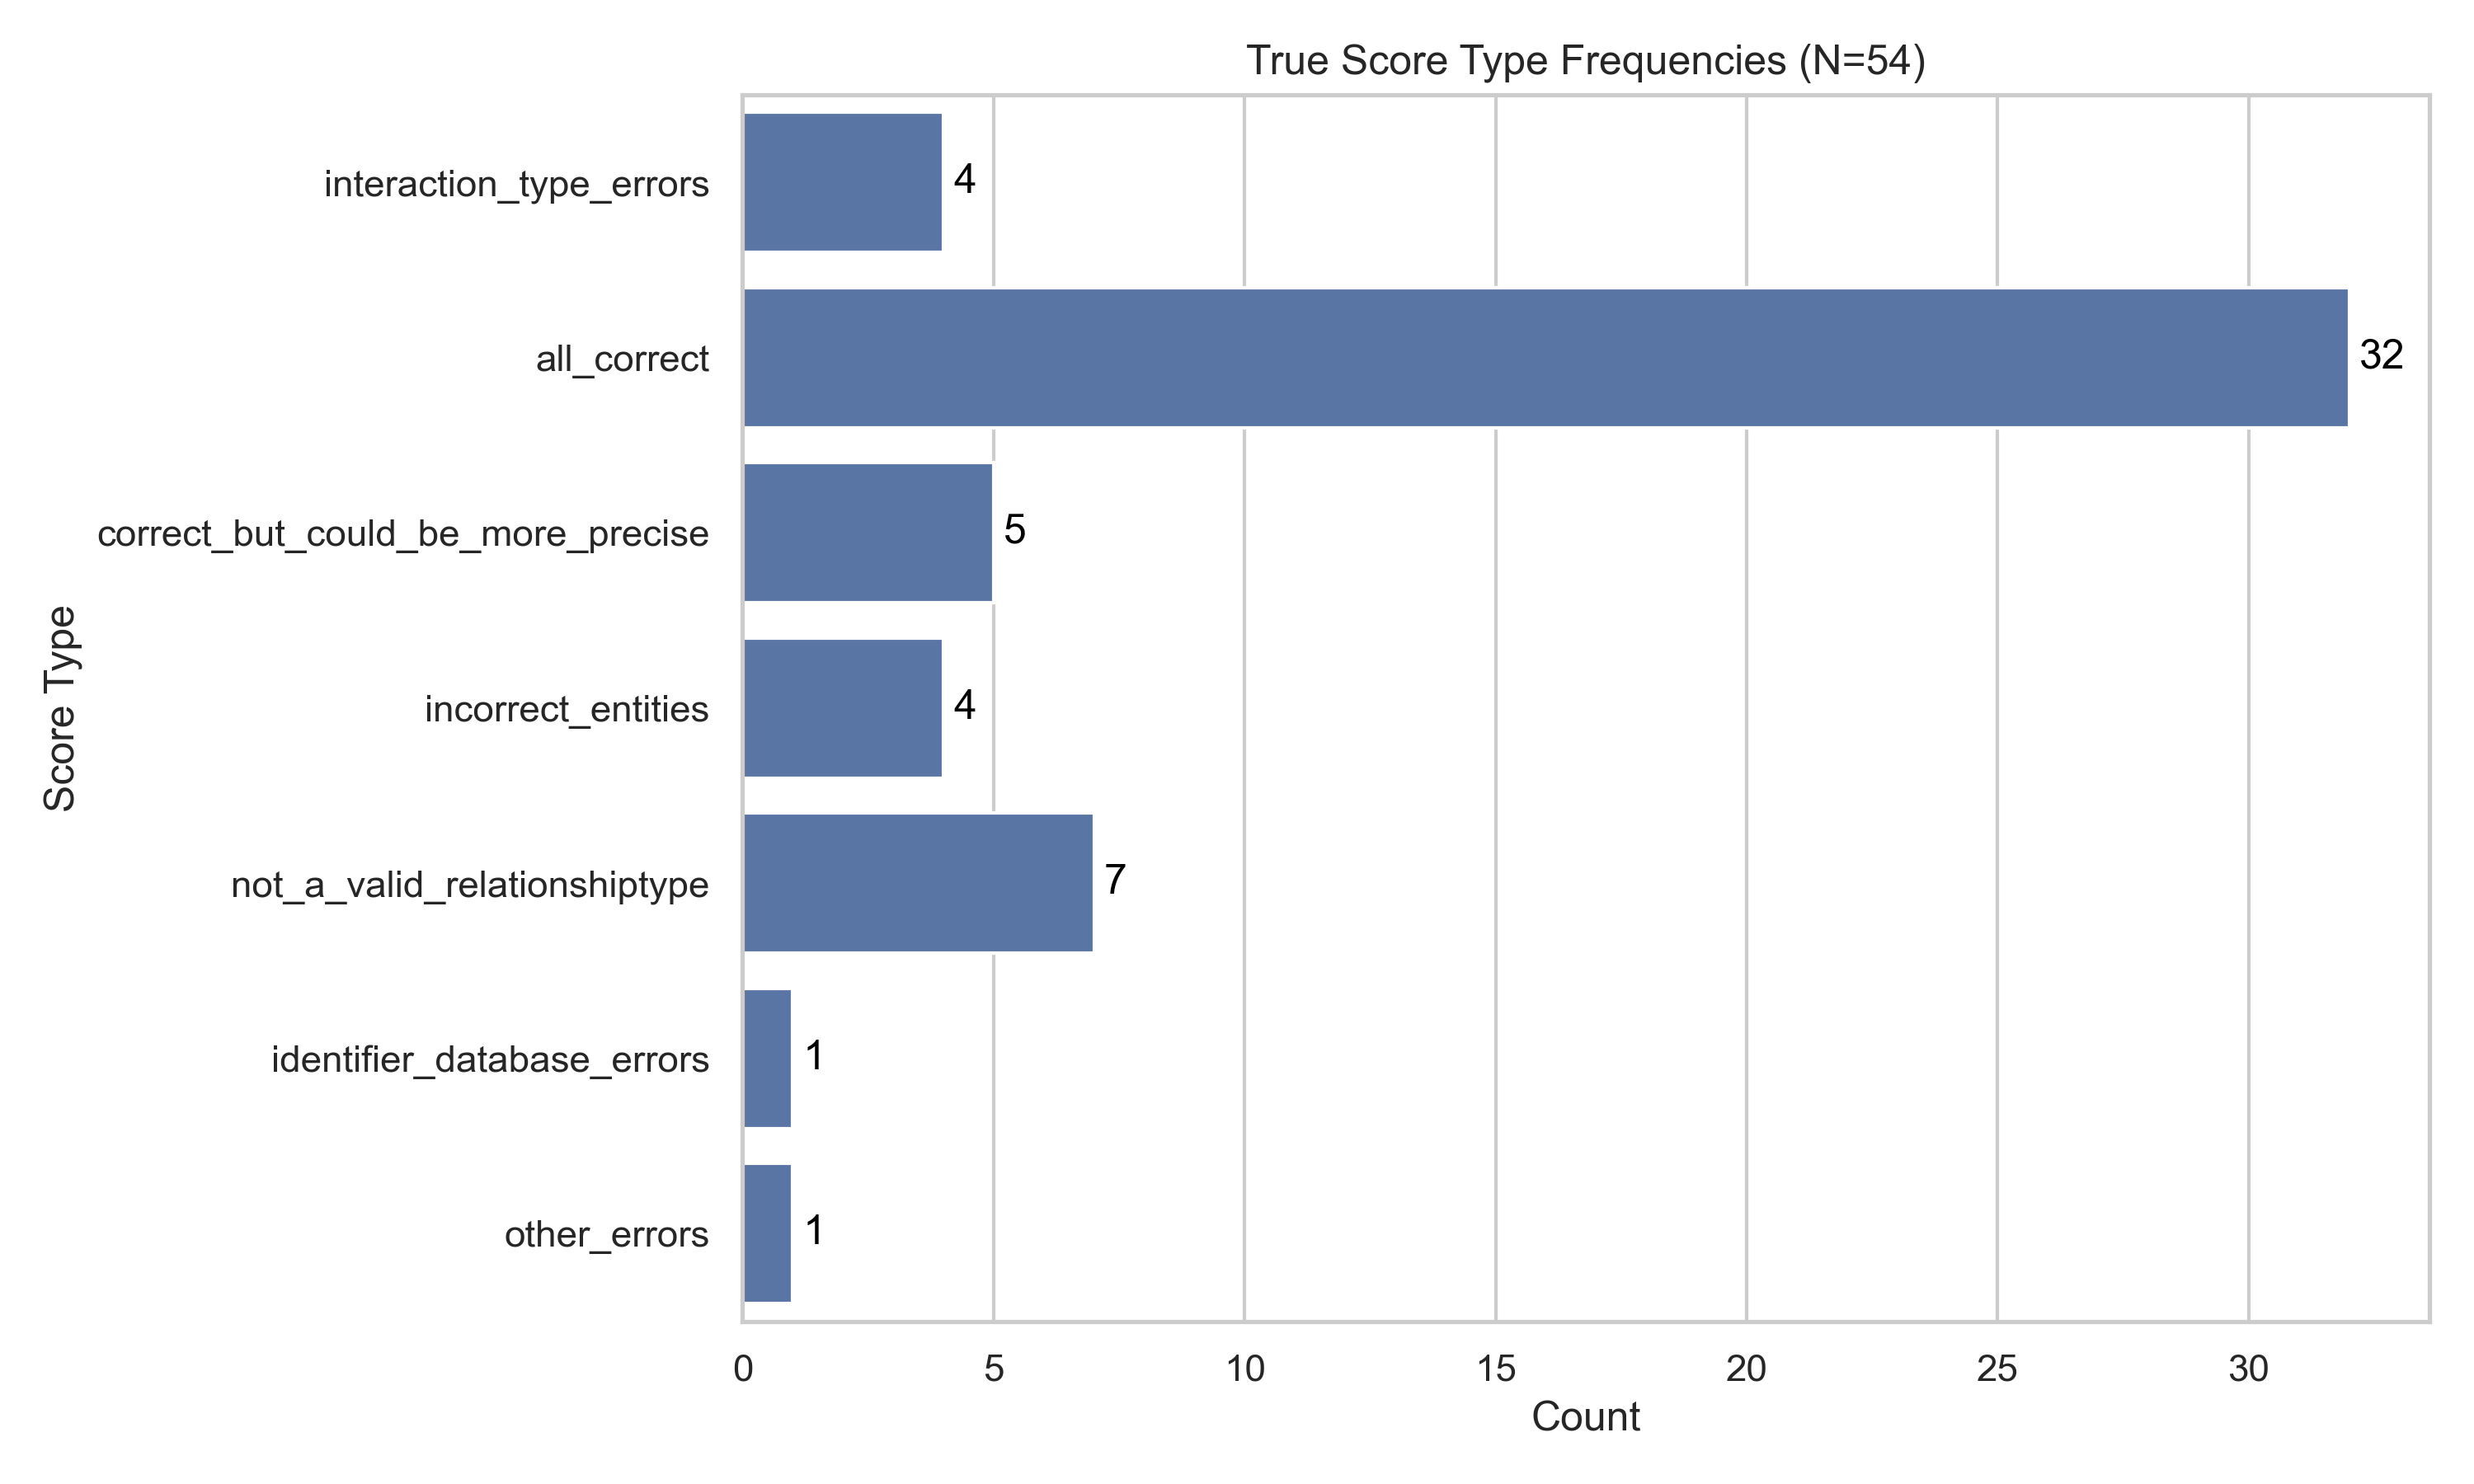 True Score Type Frequencies (N=54)
interaction_type_errors
4
all_correct
32
correct_but_could_be_more_precise
5
incorrect_entities
4
not_a_valid_relationshiptype
7
identifier_database_errors
1
other_errors
1
Score Type
0 5 10 15 20 25 30
Count